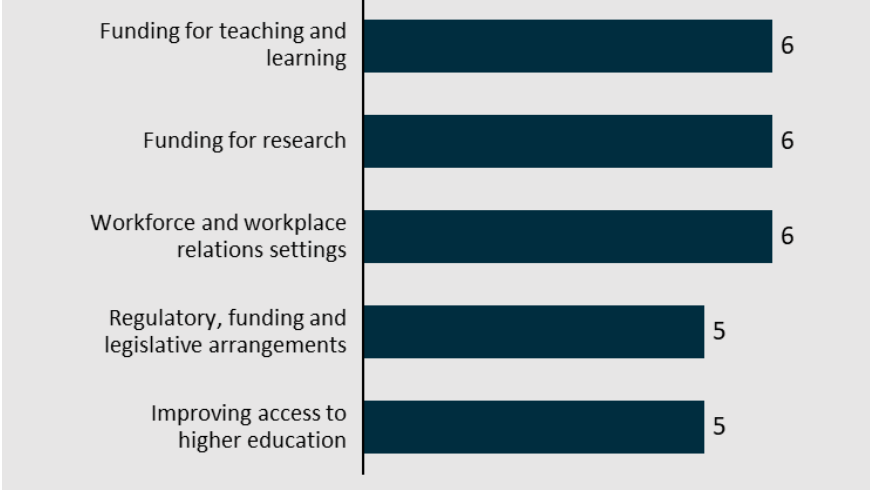 Funding for teaching and
learning
6
Funding for research
6
Workforce and workplace
relations settings
6
Regulatory, funding and
legislative arrangements
5
Improving access to
higher education
5